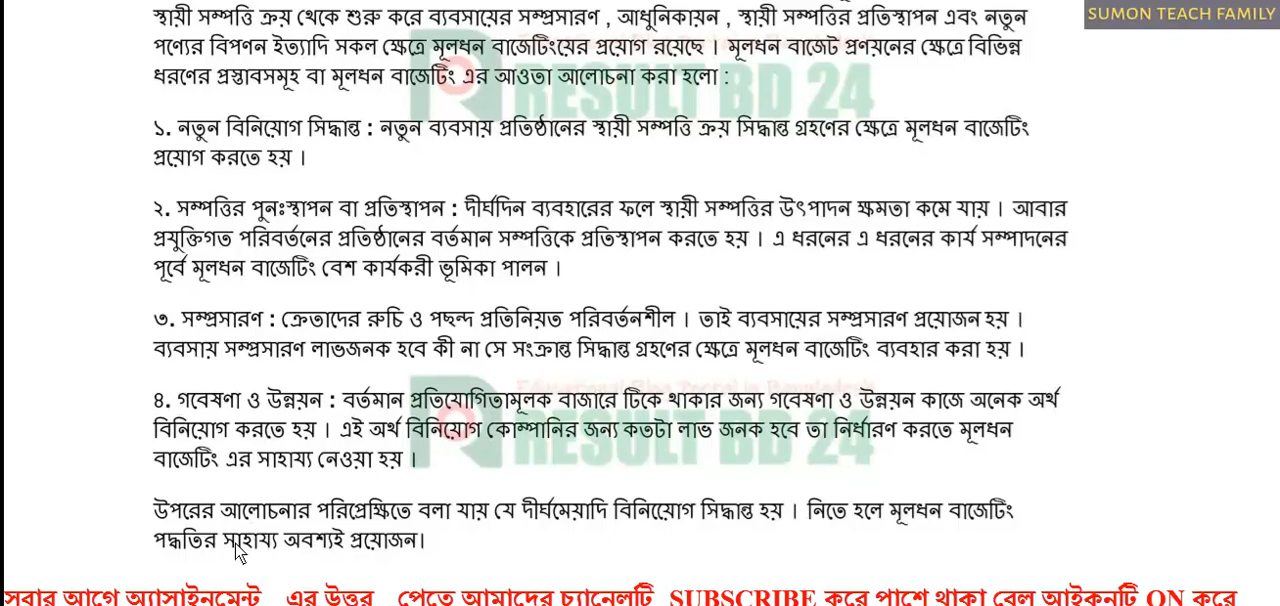 স্থায়ী সম্পত্তি ক্রয় থেকে শুরু করে ব্যবসায়ের সম্প্রসারণ , আধুনিকায়ন , স্থায়ী সম্পত্তির প্রতিস্থাপন এবং নতুন
SUMON TEACH FAMILY
পণ্যের বিপণন ইত্যাদি সকল ক্ষেত্রে মূলধন বাজেটিংয়ের প্রয়োগ রয়েছে । মূলধন বাজেট প্রণয়নের ক্ষেত্রে বিভিন্ন
ধরণের প্রস্তাবসমূহ বা মূলধন বাজেটিং এর আওতা আলোচনা করা হলো :
RESULT BD 24
১. নতুন বিনিয়োগ সিদ্ধান্ত : নতুন ব্যবসায় প্রতিষ্ঠানের স্থায়ী সম্পত্তি ক্রয় সিদ্ধান্ত গ্রহণের ক্ষেত্রে মূলধন বাজেটিং
প্রয়োগ করতে হয় ।
২. সম্পত্তির পুনঃস্থাপন বা প্রতিস্থাপন : দীর্ঘদিন ব্যবহারের ফলে স্থায়ী সম্পত্তির উৎপাদন ক্ষমতা কমে যায় । আবার
প্রযুক্তিগত পরিবর্তনের প্রতিষ্ঠানের বর্তমান সম্পত্তিকে প্রতিস্থাপন করতে হয় । এ ধরনের এ ধরনের কার্য সম্পাদনের
পূর্বে মূলধন বাজেটিং বেশ কার্যকরী ভূমিকা পালন ।
৩. সম্প্রসারণ : ক্রেতাদের রুচি ও পছন্দ প্রতিনিয়ত পরিবর্তনশীল । তাই ব্যবসায়ের সম্প্রসারণ প্রয়োজন হয় ।
ব্যবসায় সম্প্রসারণ লাভজনক হবে কী না সে সংক্রান্ত সিদ্ধান্ত গ্রহণের ক্ষেত্রে মূলধন বাজেটিং ব্যবহার করা হয় ।
Educational Blog Portal in Bangladesh
৪. গবেষণা ও উন্নয়ন : বর্তমান প্রতিযোগিতামূলক বাজারে টিকে থাকার জন্য গবেষণা ও উন্নয়ন কাজে অনেক অর্থ
বিনিয়োগ করতে হয় । এই অর্থ বিনিয়োগ কোম্পানির জন্য কতটা লাভ জনক হবে তা নির্ধারণ করতে মূলধন
RESULT BD 24
বাজেটিং এর সাহায্য নেওয়া হয় ।
উপরের আলোচনার পরিপ্রেক্ষিতে বলা যায় যে দীর্ঘমেয়াদি বিনিয়োগ সিদ্ধান্ত হয় । নিতে হলে মূলধন বাজেটিং
পদ্ধতির সাহায্য অবশ্যই প্রয়োজন।
সবার আগে অ্যাসাইনমেন্ট এর উত্তর পেতে আমাদের চ্যানেলটি SUBSCRIBE করে পাশে থাকা বেল আইকনটি ON করে